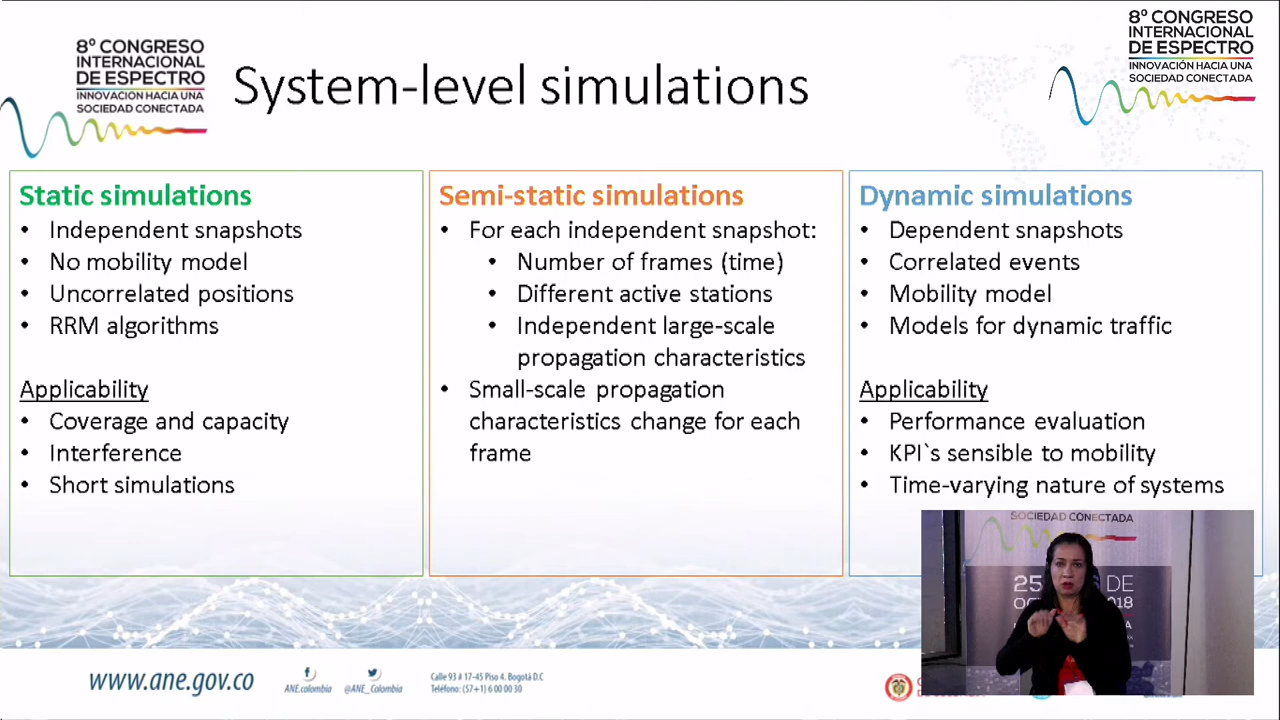 8º CONGRESO
INTERNACIONAL
DE ESPECTRO
INNOVACIÓN HACIA UNA
SOCIEDAD CONECTADA
System-level simulations
8º CONGRESO
INTERNACIONAL
DE ESPECTRO
INNOVACIÓN HACIA UNA
SOCIEDAD CONECTADA
Static simulations
• Independent snapshots
• No mobility model
• Uncorrelated positions
• RRM algorithms
Applicability
• Coverage and capacity
• Interference
• Short simulations
Semi-static simulations
• For each independent snapshot:
• Number of frames (time)
• Different active stations
• Independent large-scale
propagation characteristics
• Small-scale propagation
characteristics change for each
frame
Dynamic simulations
• Dependent snapshots
• Correlated events
• Mobility model
• Models for dynamic traffic
Applicability
• Performance evaluation
• KPI`s sensible to mobility
• Time-varying nature of systems
SOCIEDAD CONECTADA
25
DE
018
www.ane.gov.co
ANE.colombia
@ANE_Colombia
Calle 93 # 17-45 Piso 4. Bogotá D.C
Teléfono: (57+1) 6 00 00 30